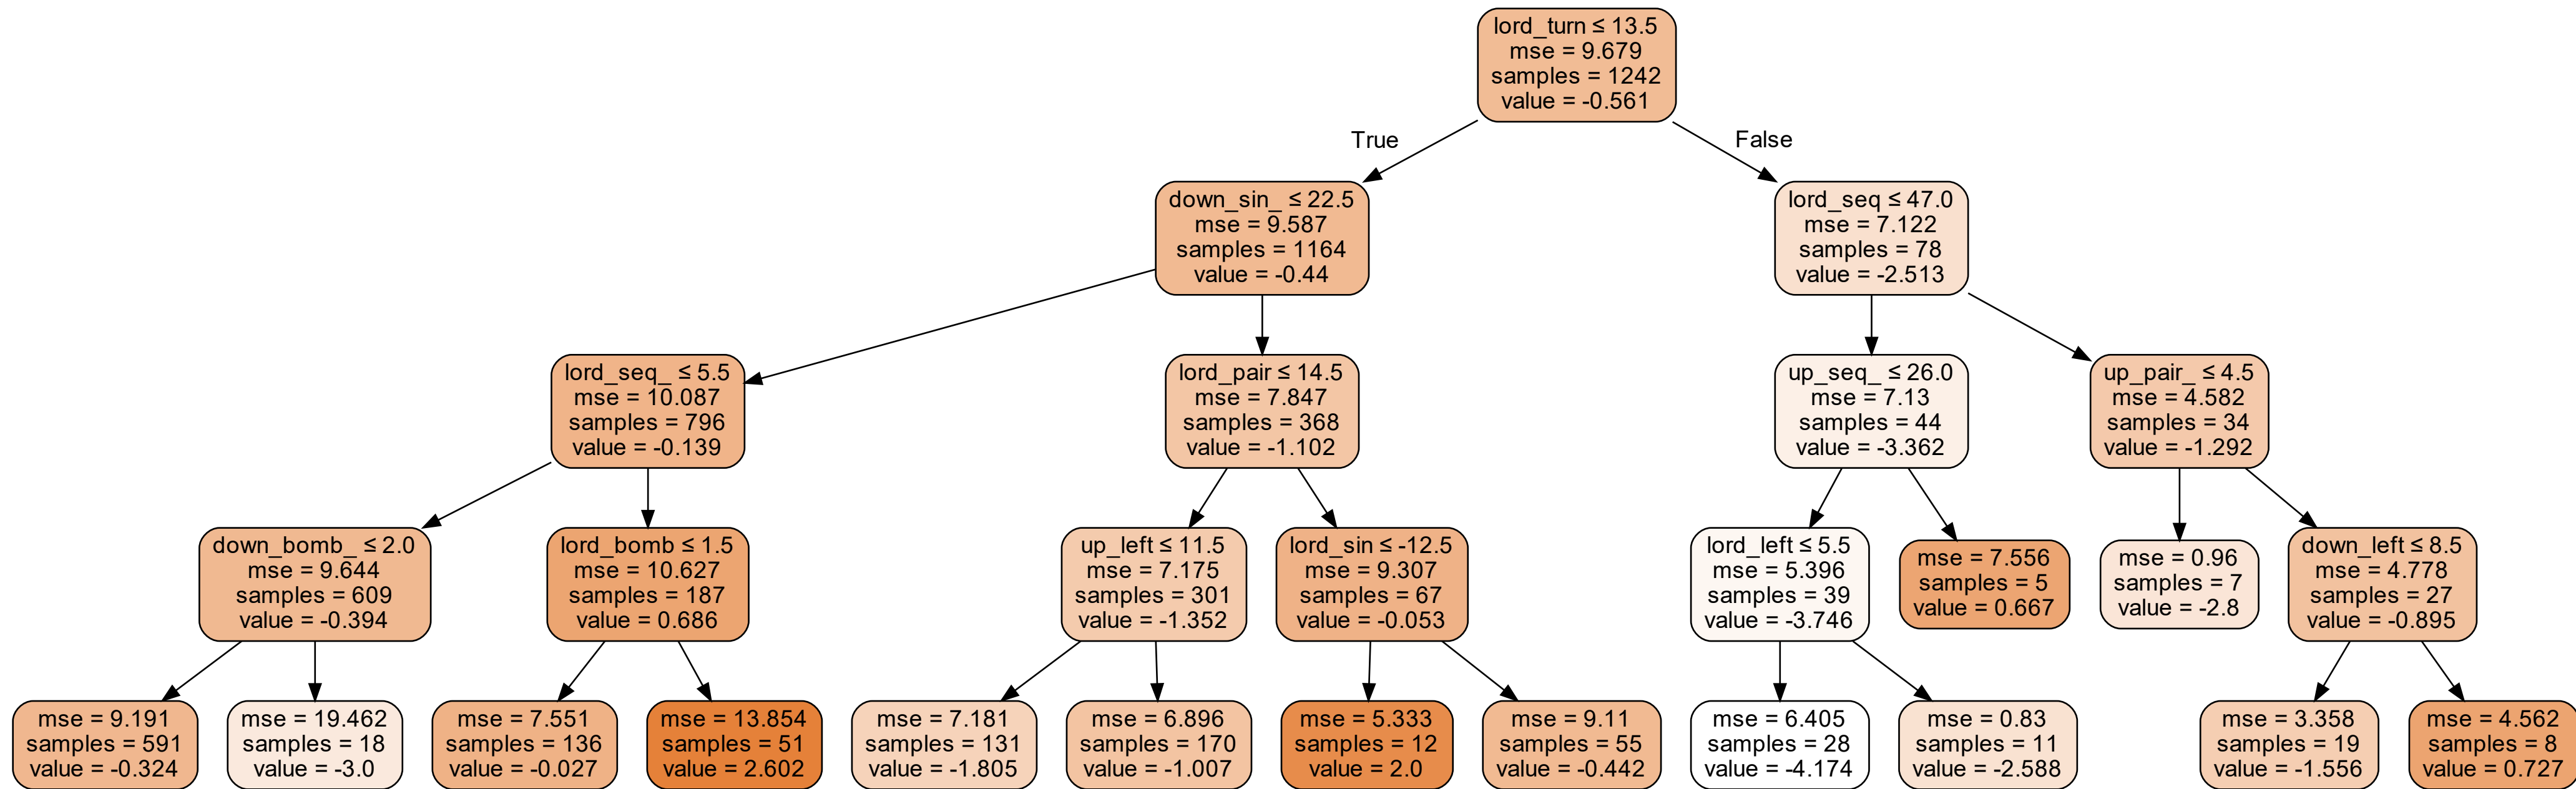 lord_turn ≤ 13.5
mse = 9.679
samples = 1242
value = -0.561
True
False
down_sin_ ≤ 22.5
mse = 9.587
samples = 1164
value = -0.44
lord_seq ≤ 47.0
mse = 7.122
samples = 78
value = -2.513
lord_seq_ ≤ 5.5
mse = 10.087
samples = 796
value = -0.139
lord_pair ≤ 14.5
mse = 7.847
samples = 368
value = -1.102
up_seq_ ≤ 26.0
mse = 7.13
samples = 44
value = -3.362
up_pair_ ≤ 4.5
mse = 4.582
samples = 34
value = -1.292
down_bomb_ ≤ 2.0
mse = 9.644
samples = 609
value = -0.394
lord_bomb ≤ 1.5
mse = 10.627
samples = 187
value = 0.686
up_left ≤ 11.5
mse = 7.175
samples = 301
value = -1.352
lord_sin ≤ -12.5
mse = 9.307
samples = 67
value = -0.053
lord_left ≤ 5.5
mse = 5.396
samples = 39
value = -3.746
mse = 7.556
samples = 5
value = 0.667
mse = 0.96
samples = 7
value = -2.8
down_left ≤ 8.5
mse = 4.778
samples = 27
value = -0.895
mse = 9.191
samples = 591
value = -0.324
mse = 19.462
samples = 18
value = -3.0
mse = 7.551
samples = 136
value = -0.027
mse = 13.854
samples = 51
value = 2.602
mse = 7.181
samples = 131
value = -1.805
mse = 6.896
samples = 170
value = -1.007
mse = 5.333
samples = 12
value = 2.0
mse = 9.11
samples = 55
value = -0.442
mse = 6.405
samples = 28
value = -4.174
mse = 0.83
samples = 11
value = -2.588
mse = 3.358
samples = 19
value = -1.556
mse = 4.562
samples = 8
value = 0.727